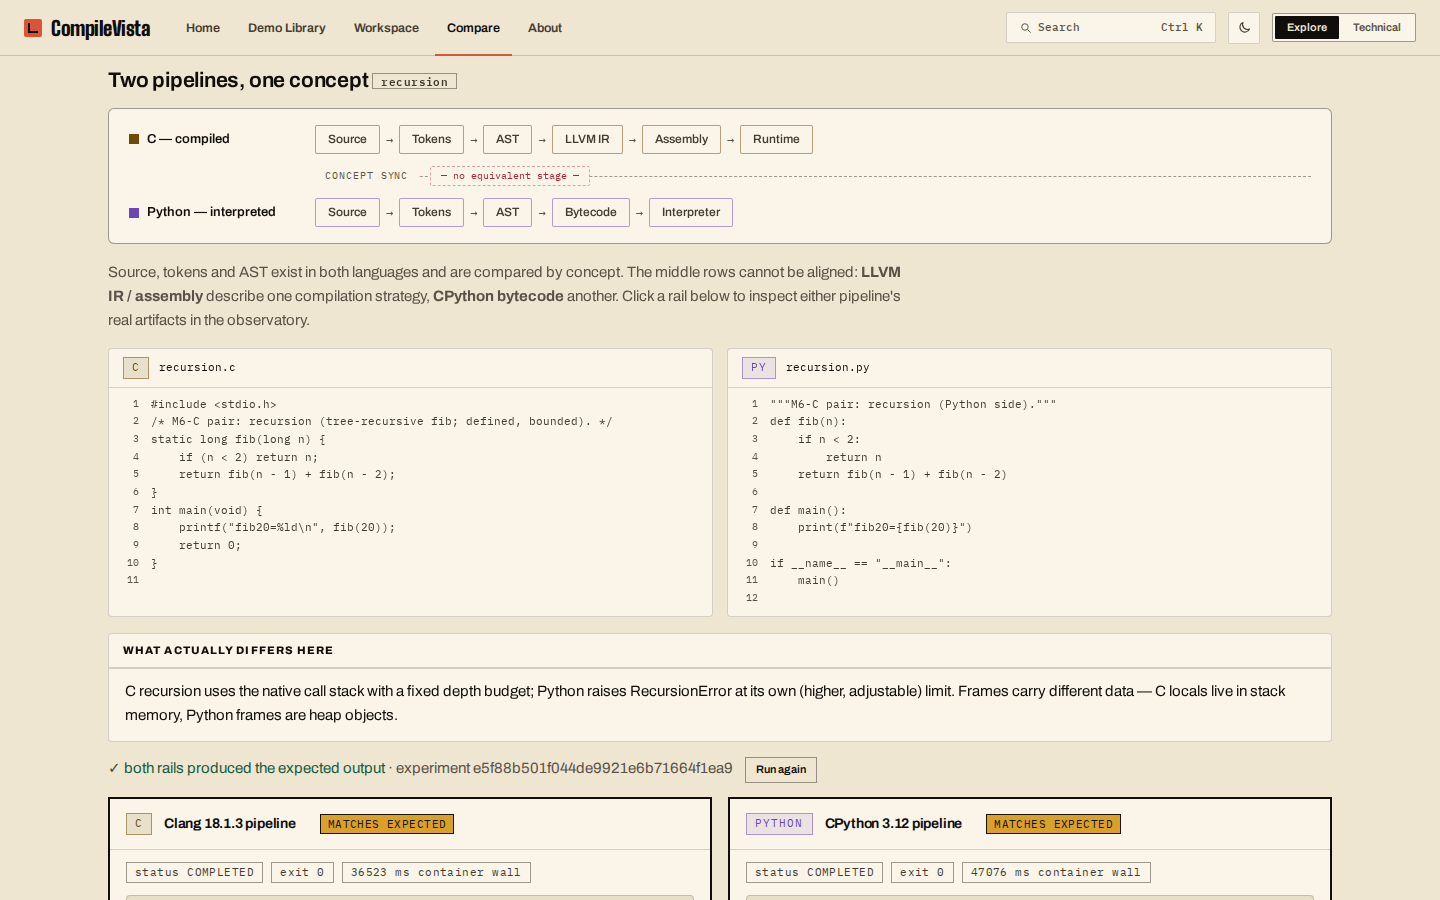 CompileVista Home Demo Library Workspace Compare About Search Ctrl K Explore Technical
Two pipelines, one concept recursion
C — compiled Source → Tokens → AST → LLVM IR → Assembly → Runtime
CONCEPT SYNC — no equivalent stage —
Python — interpreted Source → Tokens → AST → Bytecode → Interpreter
Source, tokens and AST exist in both languages and are compared by concept. The middle rows cannot be aligned: LLVM
IR / assembly describe one compilation strategy, CPython bytecode another. Click a rail below to inspect either pipeline's
real artifacts in the observatory.
C recursion.c
1 #include <stdio.h>
2 /* M6-C pair: recursion (tree-recursive fib; defined, bounded). */
3 static long fib(long n) {
4     if (n < 2) return n;
5     return fib(n - 1) + fib(n - 2);
6 }
7 int main(void) {
8     printf("fib20=%ld\n", fib(20));
9     return 0;
10 }
11
PY recursion.py
1 """M6-C pair: recursion (Python side)."""
2 def fib(n):
3     if n < 2:
4         return n
5     return fib(n - 1) + fib(n - 2)
6
7 def main():
8     print(f"fib20={fib(20)}")
9
10 if __name__ == "__main__":
11     main()
12
WHAT ACTUALLY DIFFERS HERE
C recursion uses the native call stack with a fixed depth budget; Python raises RecursionError at its own (higher, adjustable) limit. Frames carry different data — C locals live in stack
memory, Python frames are heap objects.
✓ both rails produced the expected output · experiment e5f88b501f044de9921e6b71664f1ea9 Run again
C Clang 18.1.3 pipeline MATCHES EXPECTED
status COMPLETED exit 0 36523 ms container wall
PYTHON CPython 3.12 pipeline MATCHES EXPECTED
status COMPLETED exit 0 47076 ms container wall